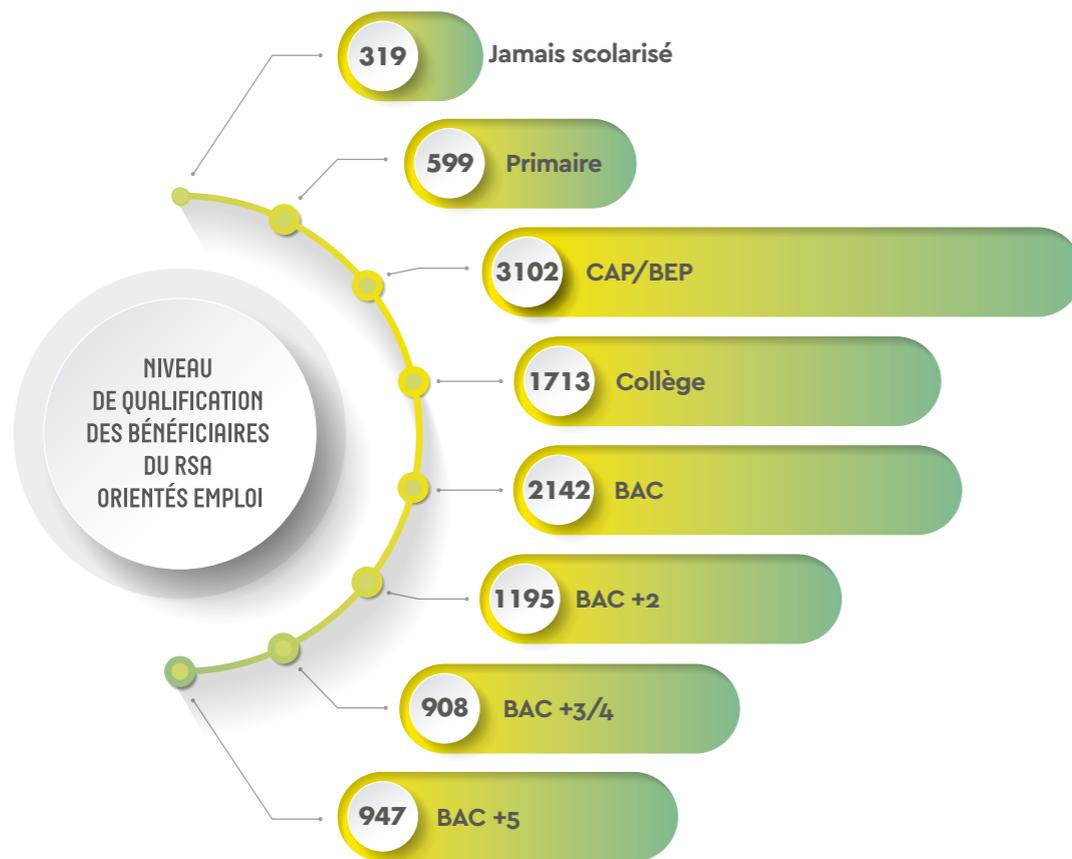 319 Jamais scolarisé
599 Primaire
3102 CAP/BEP
NIVEAU
DE QUALIFICATION
DES BÉNÉFICIAIRES
DU RSA
ORIENTÉS EMPLOI
1713 Collège
2142 BAC
1195 BAC +2
908 BAC +3/4
947 BAC +5